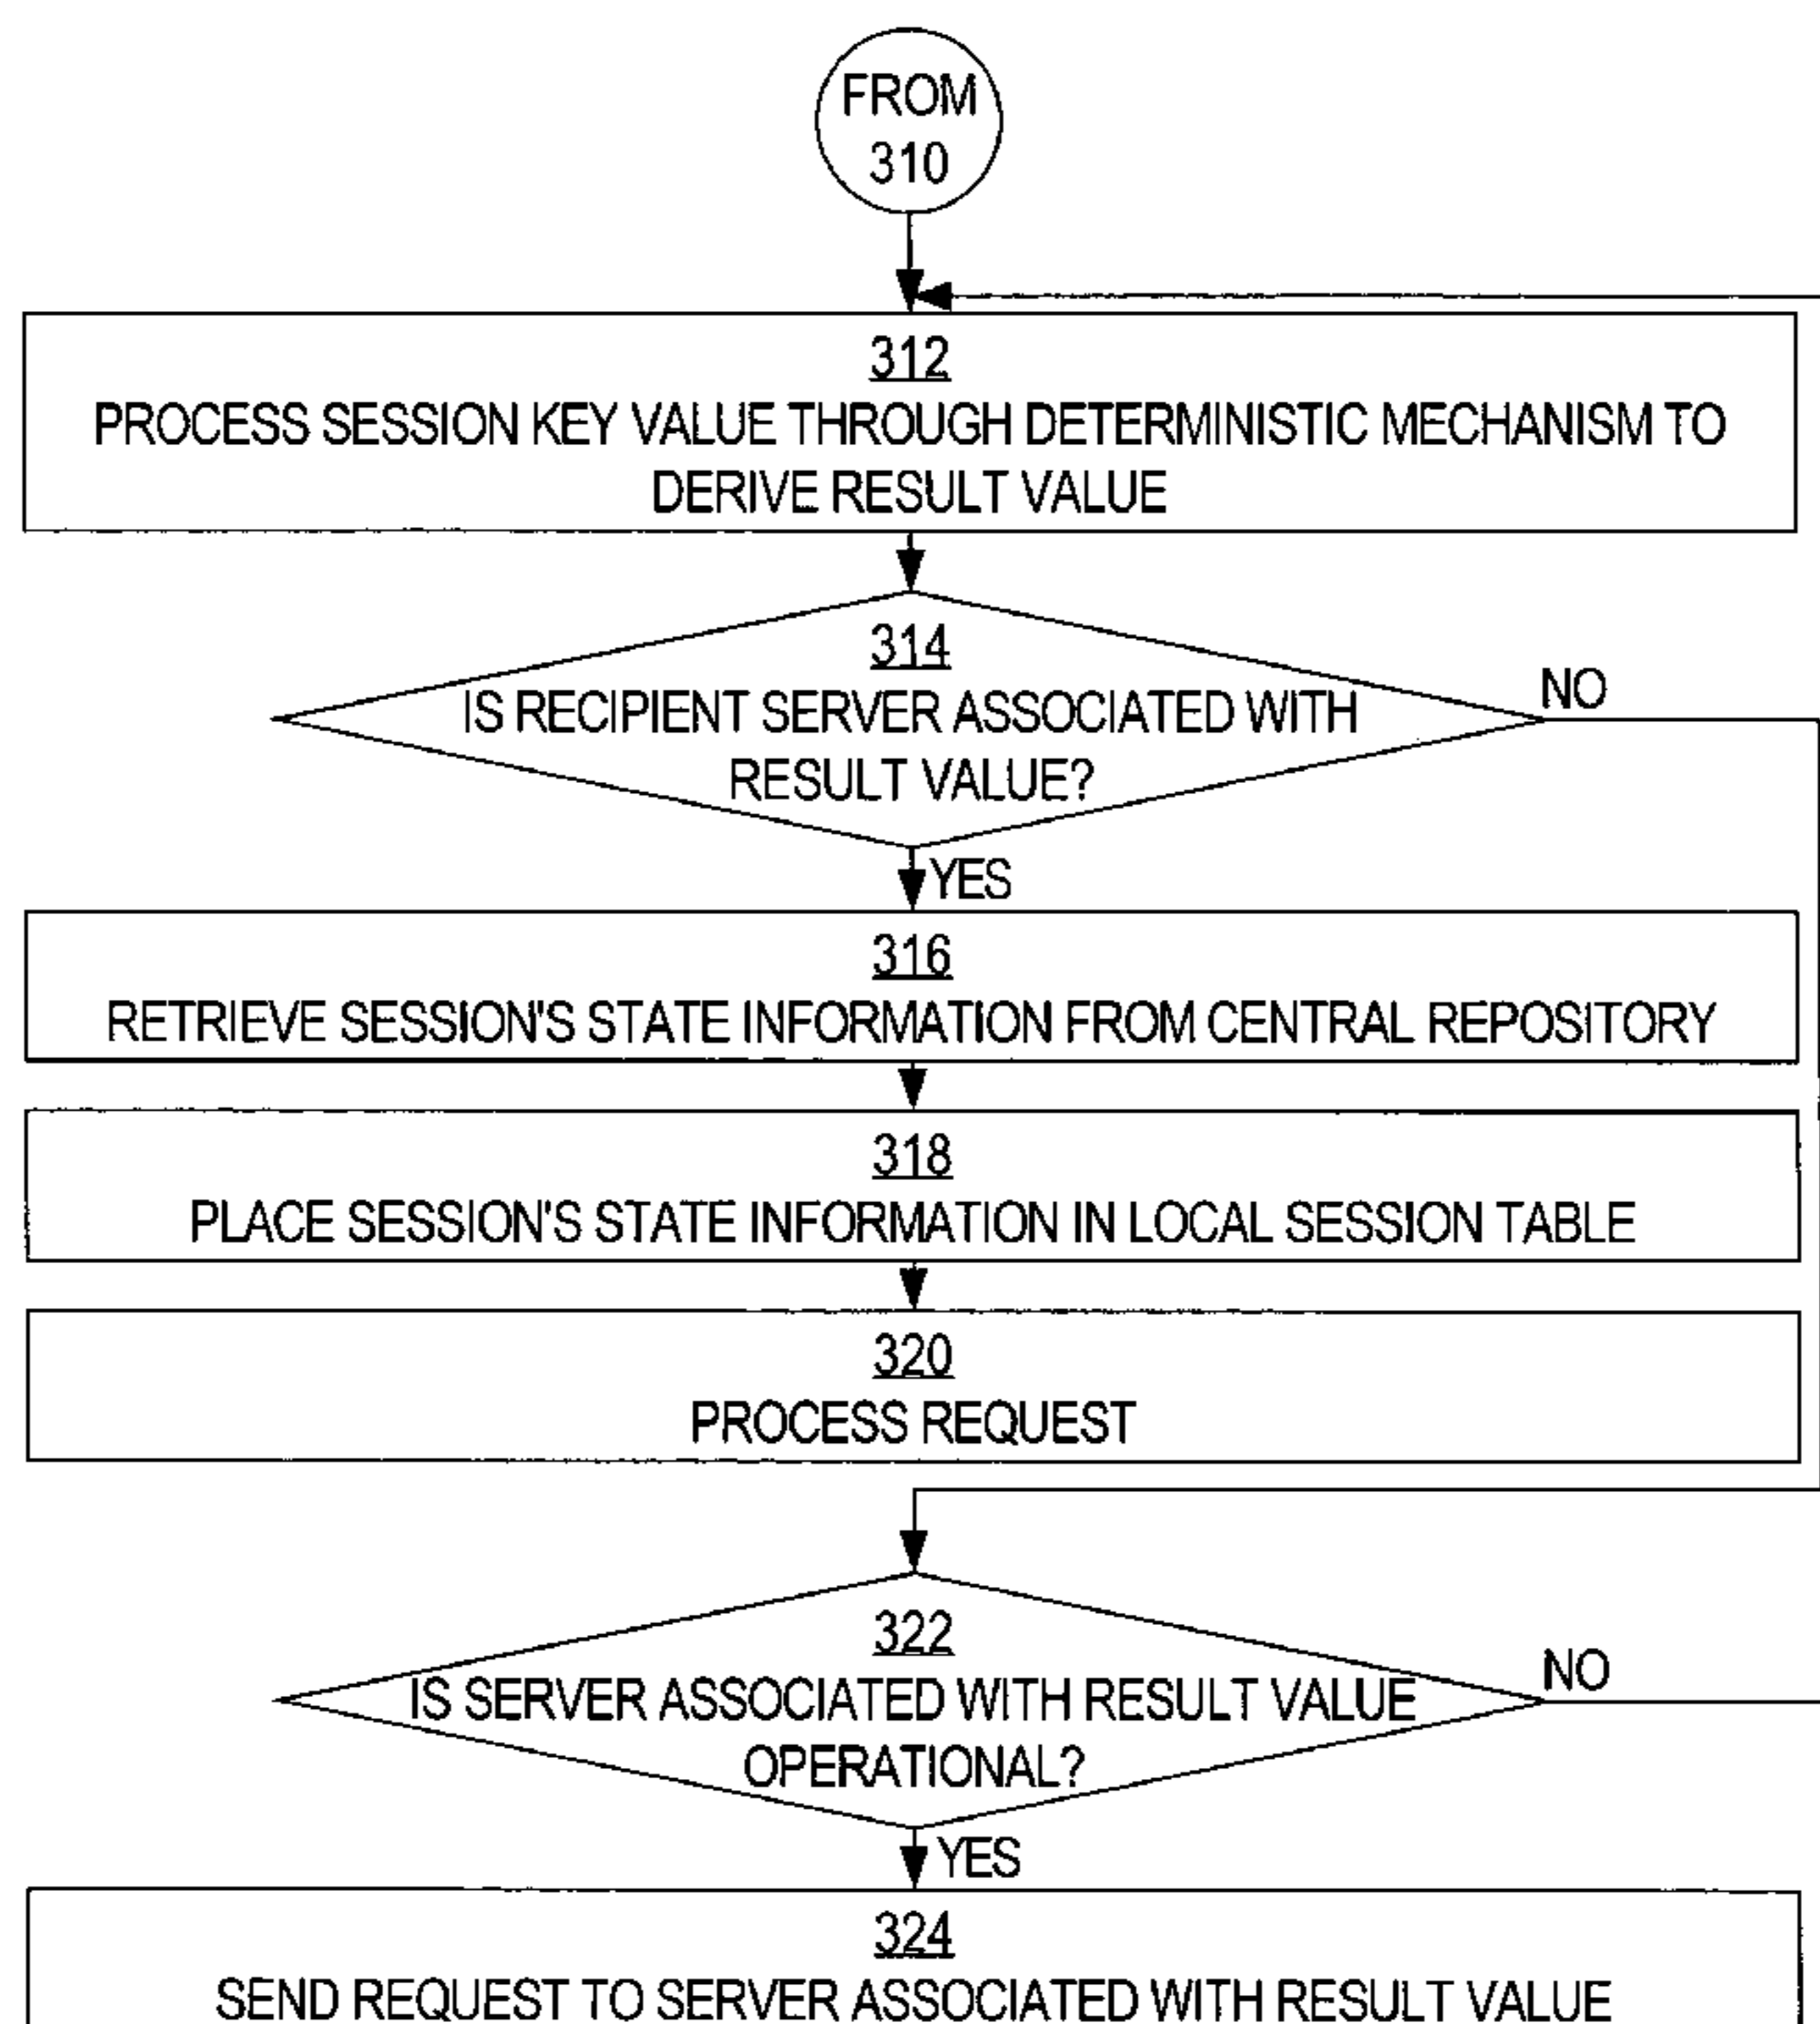 FROM
310
312
PROCESS SESSION KEY VALUE THROUGH DETERMINISTIC MECHANISM TO
DERIVE RESULT VALUE
314
IS RECIPIENT SERVER ASSOCIATED WITH
RESULT VALUE?
NO
YES
316
RETRIEVE SESSION'S STATE INFORMATION FROM CENTRAL REPOSITORY
318
PLACE SESSION'S STATE INFORMATION IN LOCAL SESSION TABLE
320
PROCESS REQUEST
322
IS SERVER ASSOCIATED WITH RESULT VALUE
OPERATIONAL?
NO
YES
324
SEND REQUEST TO SERVER ASSOCIATED WITH RESULT VALUE